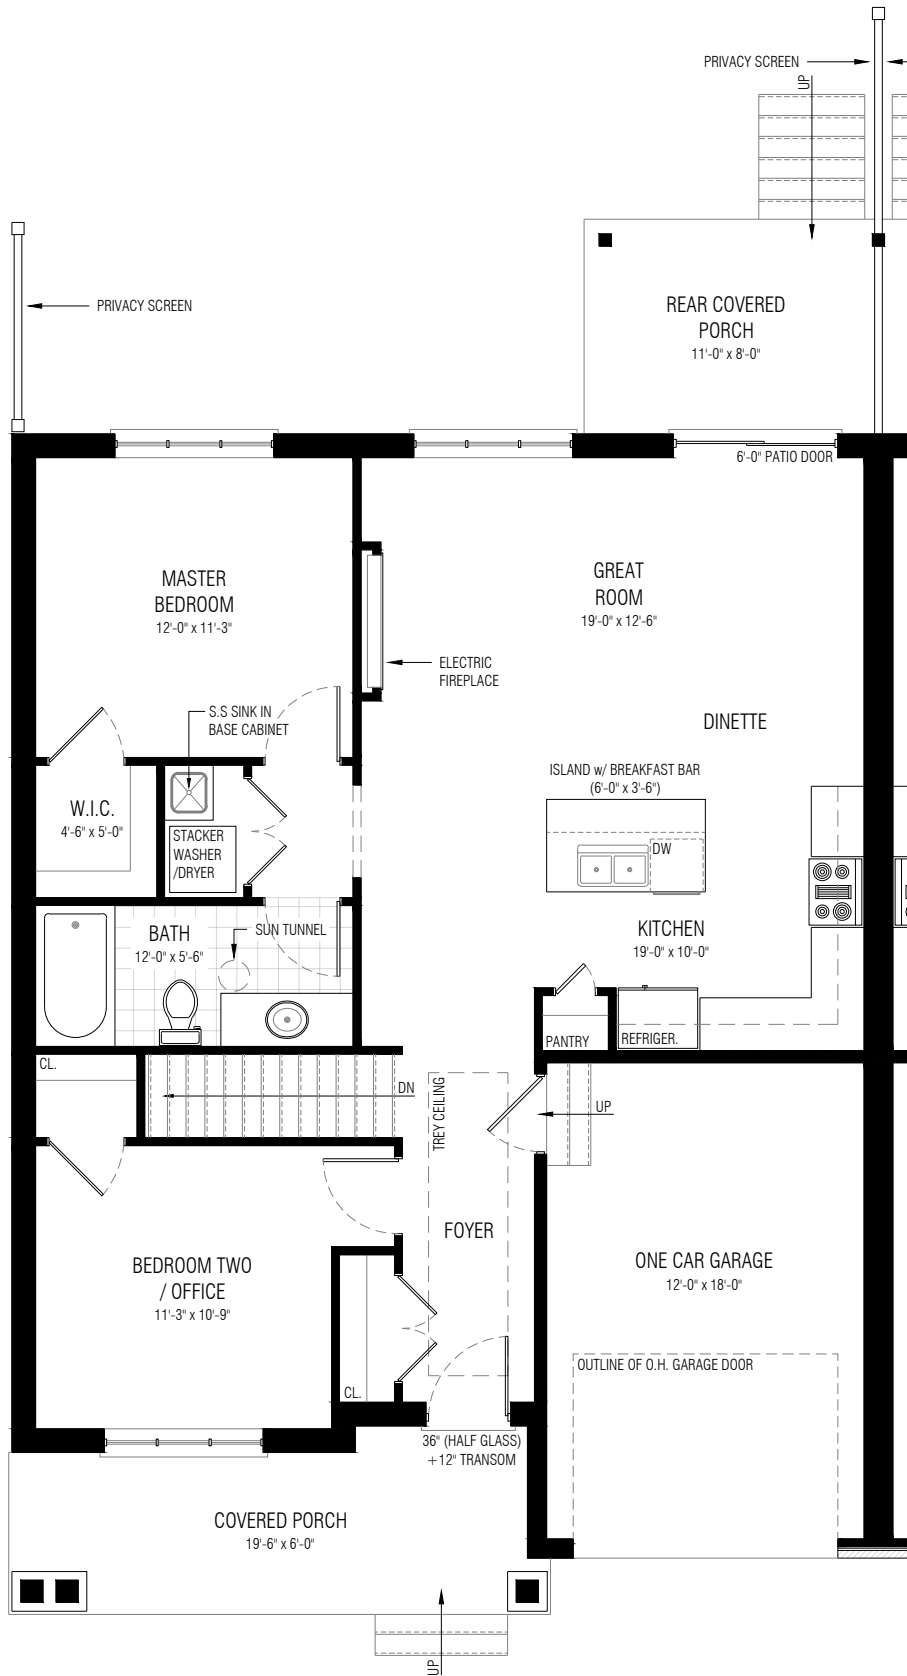 PRIVACY SCREEN
UP
PRIVACY SCREEN
REAR COVERED
PORCH
11'-0" x 8'-0"
6'-0" PATIO DOOR
MASTER
BEDROOM
12'-0" x 11'-3"
GREAT
ROOM
19'-0" x 12'-6"
ELECTRIC
FIREPLACE
S.S SINK IN
BASE CABINET
DINETTE
ISLAND w/ BREAKFAST BAR
(6'-0" x 3'-6")
W.I.C.
4'-6" x 5'-0"
STACKER
WASHER
/DRYER
DW
BATH
12'-0" x 5'-6"
SUN TUNNEL
KITCHEN
19'-0" x 10'-0"
PANTRY
REFRIGER.
CL.
DN
TREY CEILING
UP
FOYER
BEDROOM TWO
/ OFFICE
11'-3" x 10'-9"
ONE CAR GARAGE
12'-0" x 18'-0"
OUTLINE OF O.H. GARAGE DOOR
CL.
36" (HALF GLASS)
+12" TRANSOM
COVERED PORCH
19'-6" x 6'-0"
UP